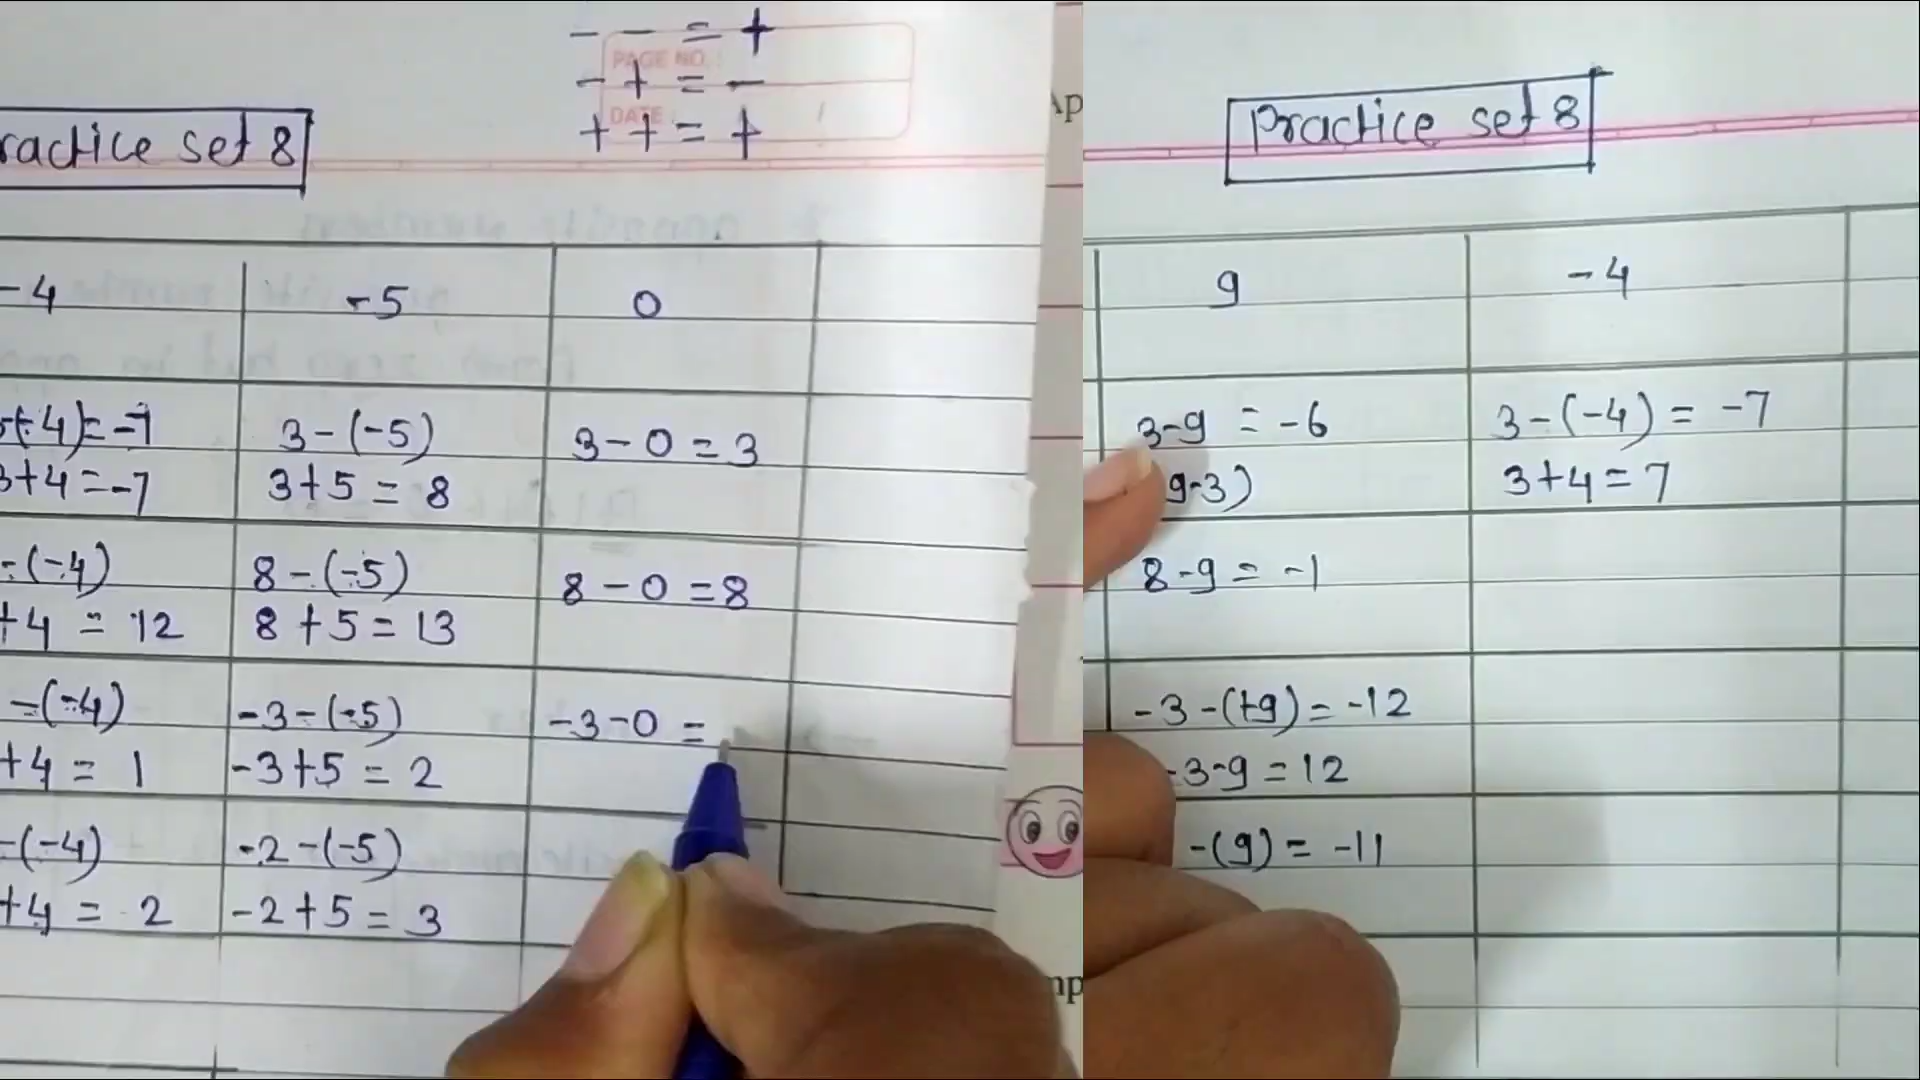 - - = +
PAGE NO. :
- + = -
DATE :
+ + = +
ractice set 8
-4 -5 0
(-4)=-7 3-(-5) 3-0=3
3+4=-7 3+5=8
-(-4) 8-(-5) 8-0=8
+4=12 8+5=13
-(-4) -3-(-5) -3-0=
+4=1 -3+5=2
-(-4) -2-(-5)
+4=2 -2+5=3
Practice set 8
9 -4
3-9=-6 3-(-4)=-7
9-3) 3+4=7
8-9=-1
-3-(+9)=-12
-3-9=12
-(9)=-11